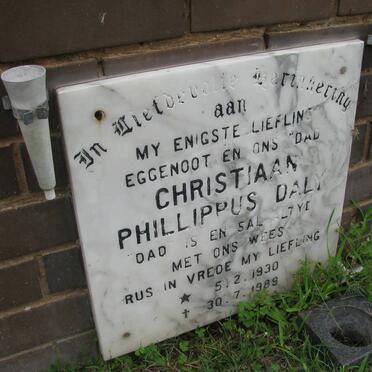 In Liefdevolle Herinnering
aan
MY ENIGSTE LIEFLING
EGGENOOT EN ONS "DAD"
CHRISTIAAN
PHILLIPPUS DALY
"DAD" IS EN SAL ALTYD
MET ONS WEES
RUS IN VREDE MY LIEFLING
★ 5.2.1930
✝ 30.7.1989